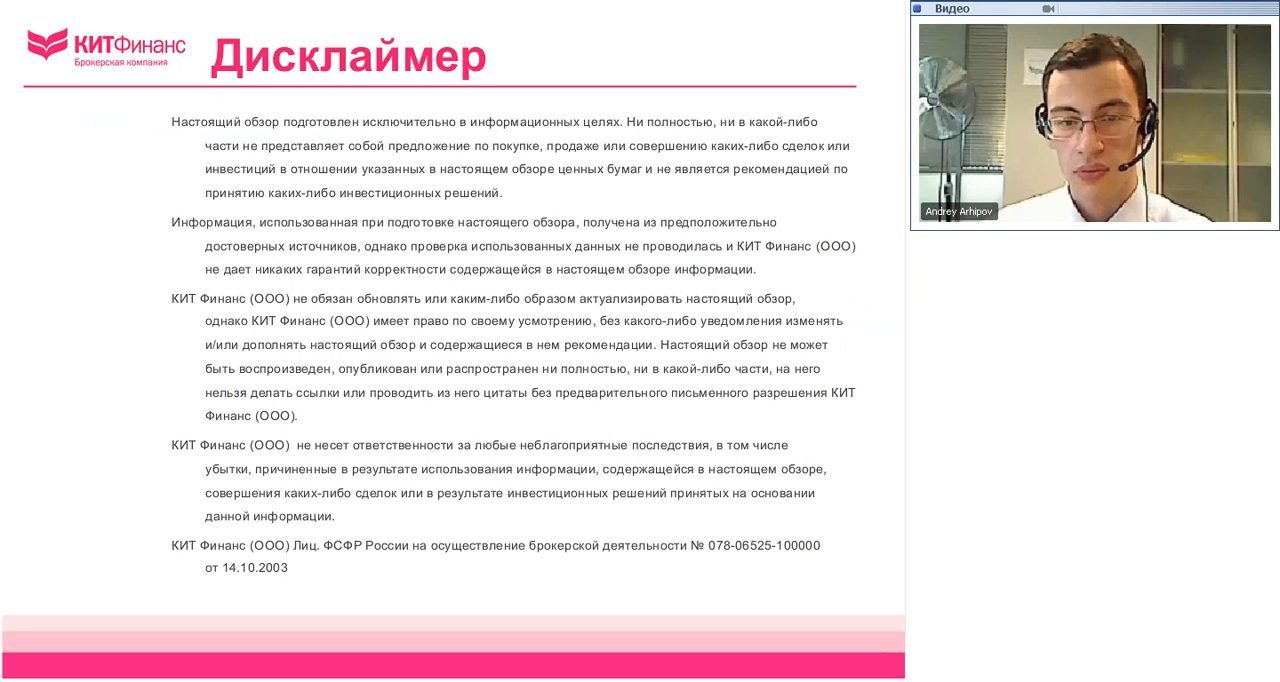 КИТФинанс
Брокерская компания
Дисклаймер
Настоящий обзор подготовлен исключительно в информационных целях. Ни полностью, ни в какой-либо
части не представляет собой предложение по покупке, продаже или совершению каких-либо сделок или
инвестиций в отношении указанных в настоящем обзоре ценных бумаг и не является рекомендацией по
принятию каких-либо инвестиционных решений.
Информация, использованная при подготовке настоящего обзора, получена из предположительно
достоверных источников, однако проверка использованных данных не проводилась и КИТ Финанс (ООО)
не дает никаких гарантий корректности содержащейся в настоящем обзоре информации.
КИТ Финанс (ООО) не обязан обновлять или каким-либо образом актуализировать настоящий обзор,
однако КИТ Финанс (ООО) имеет право по своему усмотрению, без какого-либо уведомления изменять
и/или дополнять настоящий обзор и содержащиеся в нем рекомендации. Настоящий обзор не может
быть воспроизведен, опубликован или распространен ни полностью, ни в какой-либо части, на него
нельзя делать ссылки или проводить из него цитаты без предварительного письменного разрешения КИТ
Финанс (ООО).
КИТ Финанс (ООО)  не несет ответственности за любые неблагоприятные последствия, в том числе
убытки, причиненные в результате использования информации, содержащейся в настоящем обзоре,
совершения каких-либо сделок или в результате инвестиционных решений принятых на основании
данной информации.
КИТ Финанс (ООО) Лиц. ФСФР России на осуществление брокерской деятельности № 078-06525-100000
от 14.10.2003
Видео
Andrey Arhipov